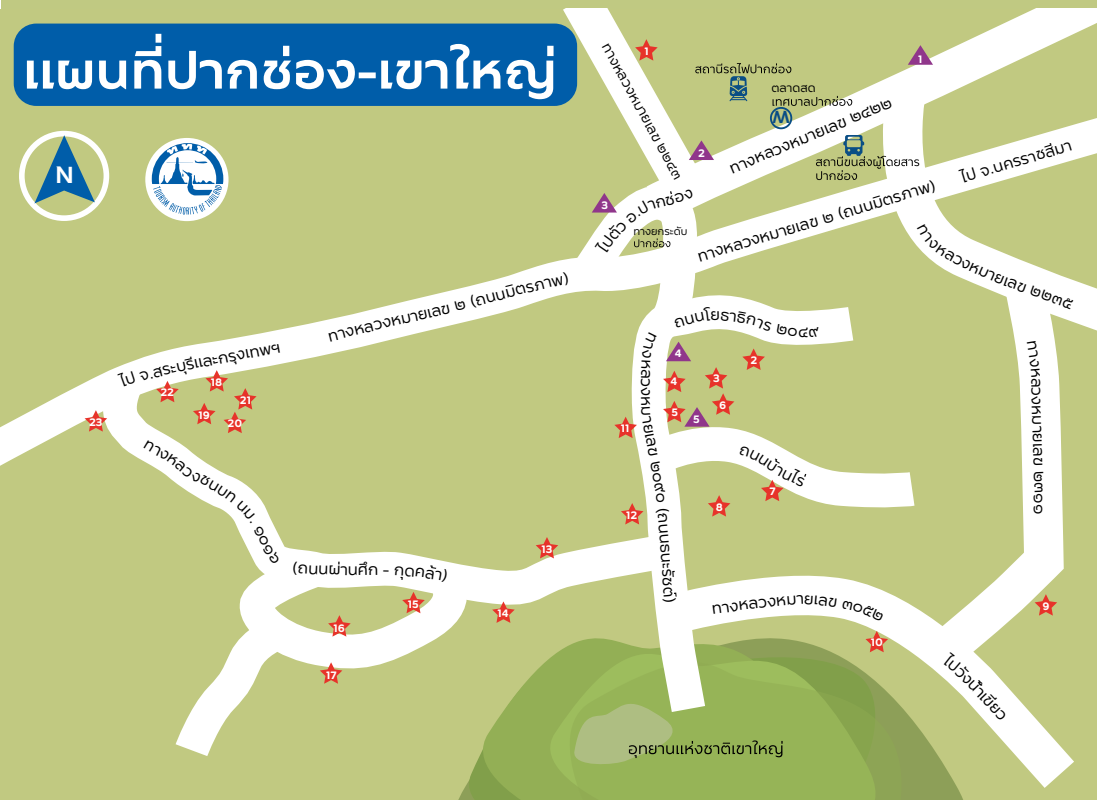 แผนที่ปากช่อง-เขาใหญ่
N
ททท
TOURISM AUTHORITY OF THAILAND
ทางหลวงหมายเลข ๒๒๔๓
1
สถานีรถไฟปากช่อง
ตลาดสด
เทศบาลปากช่อง
M
1
2
ทางหลวงหมายเลข ๒๔๒๒
สถานีขนส่งผู้โดยสาร
ปากช่อง
ไป จ.นครราชสีมา
3
ไปตัว อ.ปากช่อง
ทางยกระดับ
ปากช่อง
ทางหลวงหมายเลข ๒ (ถนนมิตรภาพ)
ทางหลวงหมายเลข ๒๒๓๕
ทางหลวงหมายเลข ๒ (ถนนมิตรภาพ)
ไป จ.สระบุรีและกรุงเทพฯ
ถนนโยธาธิการ ๒๐๔๙
4
2
4
3
5
6
5
11
22
18
21
19
20
23
ทางหลวงหมายเลข ๒๐๙๐ (ถนนธนะรัชต์)
ถนนบ้านไร่
7
8
12
13
ทางหลวงชนบท นม. ๑๐๑๖
(ถนนผ่านศึก - กุดคล้า)
15
14
16
17
ทางหลวงหมายเลข ๓๐๕๒
10
9
ไปวังน้ำเขียว
อุทยานแห่งชาติเขาใหญ่